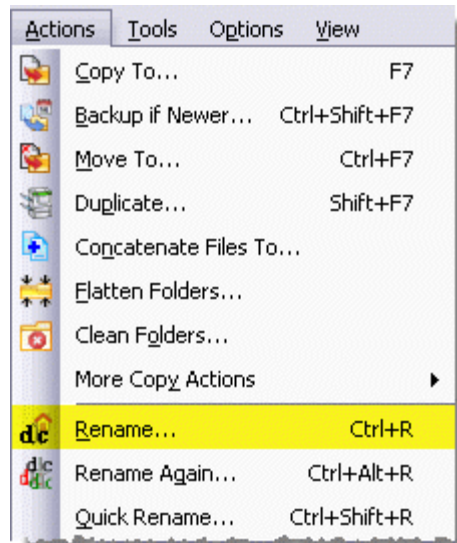 Actions Tools Options View
Copy To... F7
Backup if Newer... Ctrl+Shift+F7
Move To... Ctrl+F7
Duplicate... Shift+F7
Concatenate Files To...
Flatten Folders...
Clean Folders...
More Copy Actions
Rename... Ctrl+R
Rename Again... Ctrl+Alt+R
Quick Rename... Ctrl+Shift+R